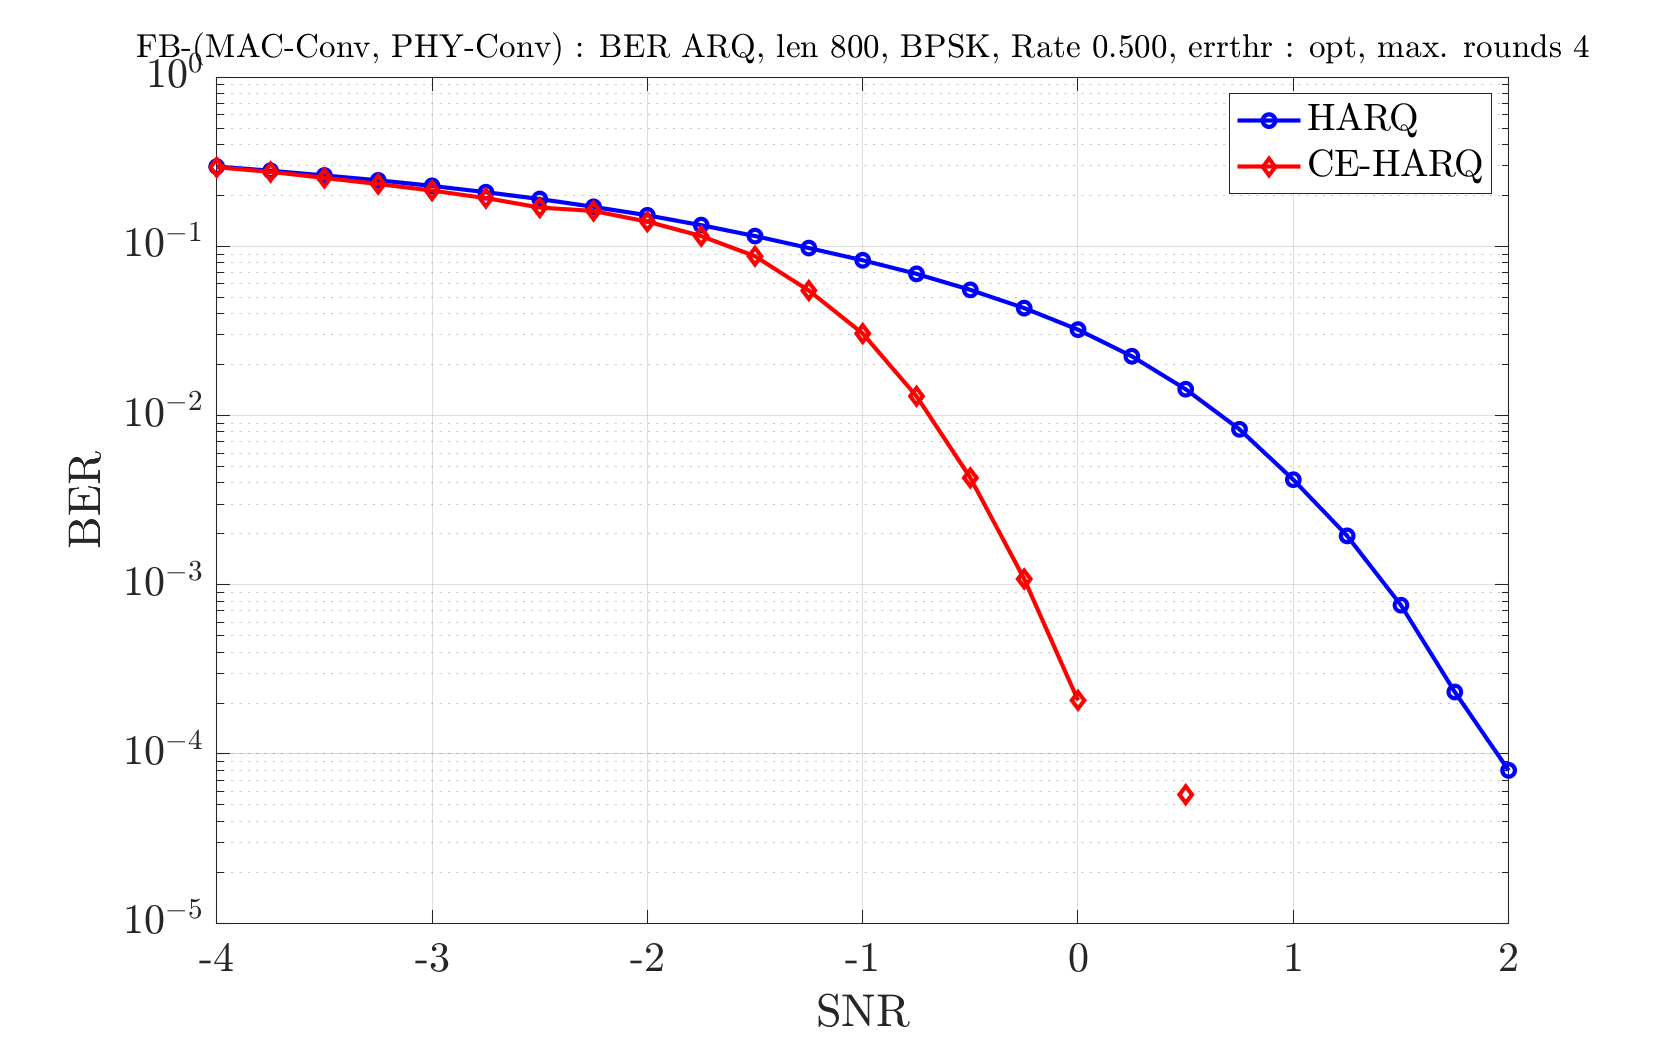 FB-(MAC-Conv, PHY-Conv) : BER ARQ, len 800, BPSK, Rate 0.500, errthr : opt, max. rounds 4
10^0
10^{-1}
10^{-2}
10^{-3}
10^{-4}
10^{-5}
BER
HARQ
CE-HARQ
-4 -3 -2 -1 0 1 2
SNR